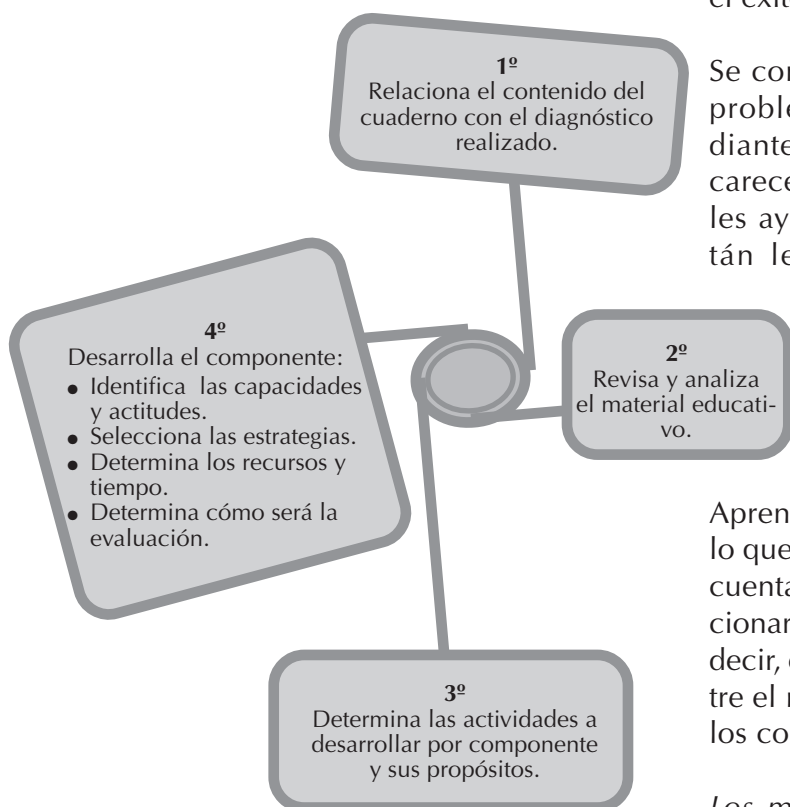 1º
Relaciona el contenido del
cuaderno con el diagnóstico
realizado.
2º
Revisa y analiza
el material educati-
vo.
3º
Determina las actividades a
desarrollar por componente
y sus propósitos.
4º
Desarrolla el componente:
● Identifica las capacidades
y actitudes.
● Selecciona las estrategias.
● Determina los recursos y
tiempo.
● Determina cómo será la
evaluación.
Se con
proble
diante
carece
les ay
tán le
Apren
lo que
cuenta
cionar
decir, 
tre el
los co
Los m